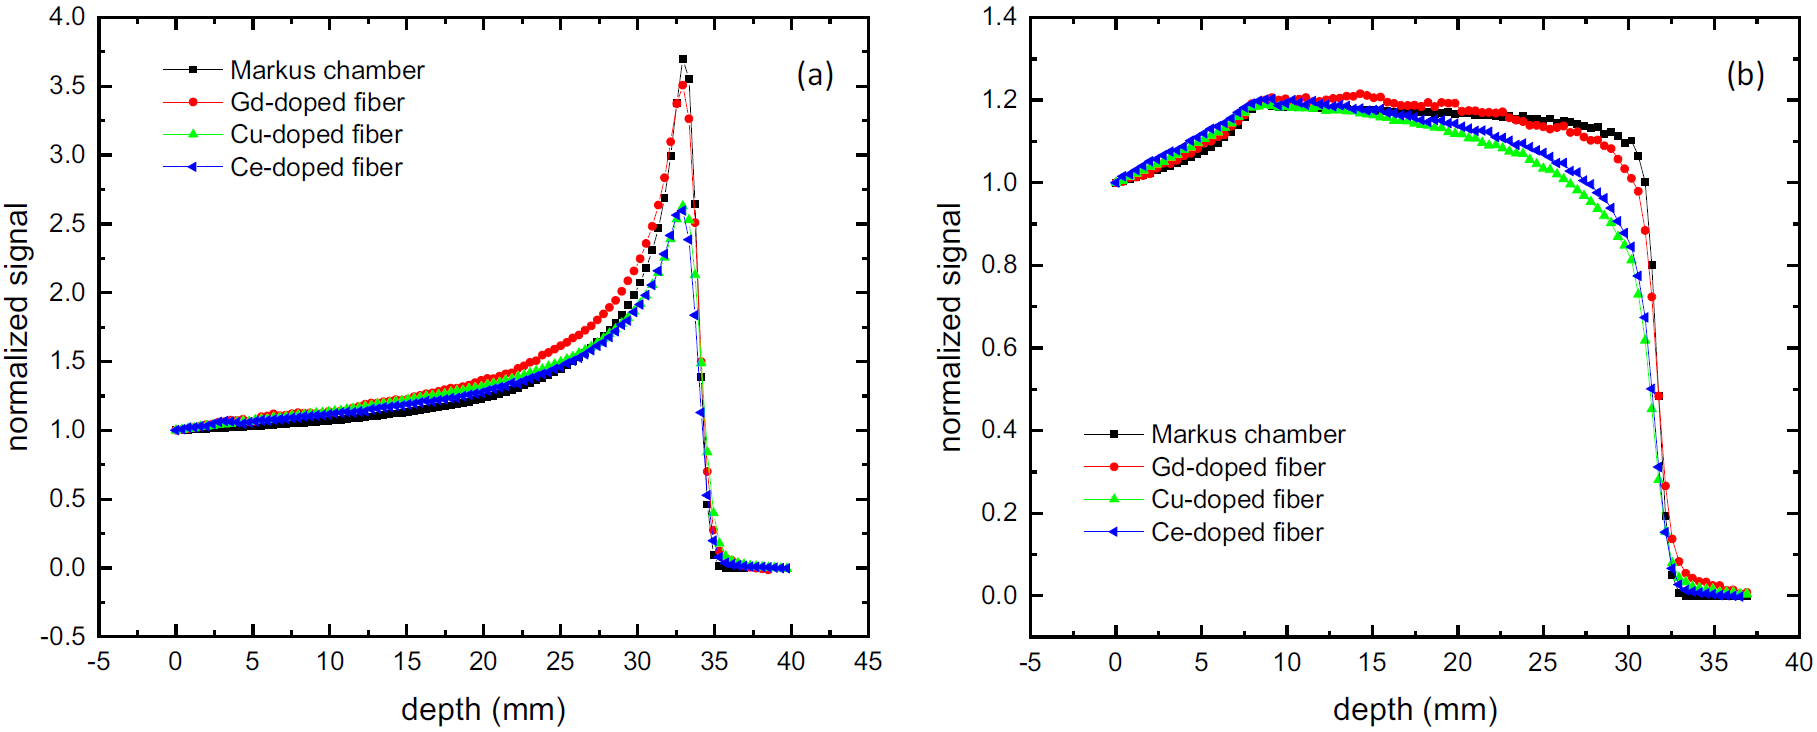 4.0
3.5
3.0
2.5
2.0
1.5
1.0
0.5
0.0
-0.5
-5 0 5 10 15 20 25 30 35 40 45
normalized signal
depth (mm)
Markus chamber
Gd-doped fiber
Cu-doped fiber
Ce-doped fiber
(a)
1.4
1.2
1.0
0.8
0.6
0.4
0.2
0.0
-5 0 5 10 15 20 25 30 35 40
normalized signal
depth (mm)
Markus chamber
Gd-doped fiber
Cu-doped fiber
Ce-doped fiber
(b)